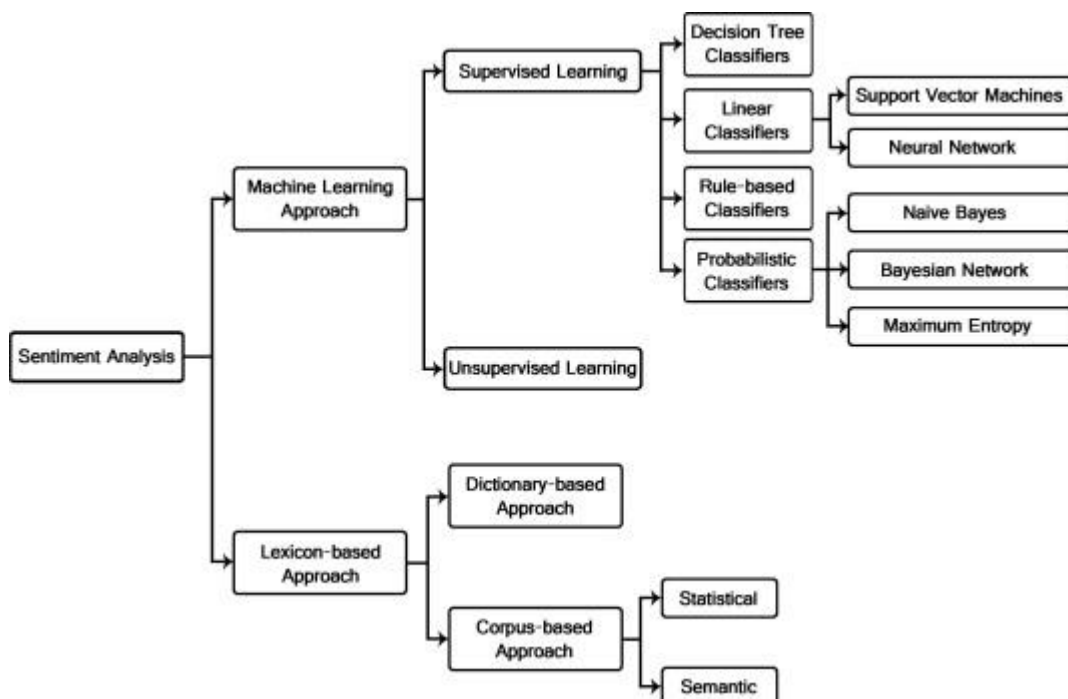 Decision Tree
Classifiers
Supervised Learning
Support Vector Machines
Linear
Classifiers
Neural Network
Machine Learning
Approach
Rule-based
Classifiers
Naive Bayes
Probabilistic
Classifiers
Bayesian Network
Maximum Entropy
Sentiment Analysis
Unsupervised Learning
Dictionary-based
Approach
Lexicon-based
Approach
Statistical
Corpus-based
Approach
Semantic